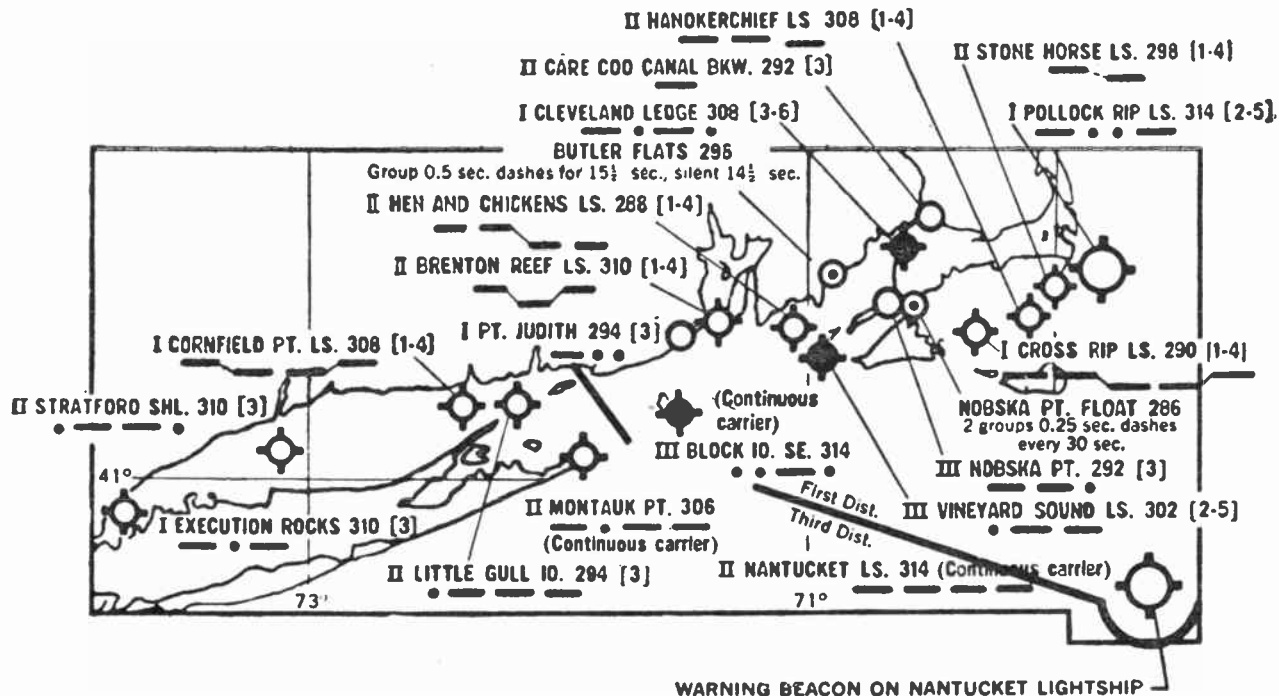 II HANDKERCHIEF LS 308 [1-4]
II STONE HORSE LS. 298 [1-4]
II CARE COD CANAL BKW. 292 [3]
I CLEVELAND LEDGE 308 [3-6]
I POLLOCK RIP LS. 314 [2-5]
BUTLER FLATS 296
Group 0.5 sec. dashes for 15½ sec., silent 14½ sec.
II HEN AND CHICKENS LS. 288 [1-4]
II BRENTON REEF LS. 310 [1-4]
I PT. JUDITH 294 [3]
I CORNFIELD PT. LS. 308 [1-4]
I CROSS RIP LS. 290 [1-4]
II STRATFORD SHL. 310 [3]
(Continuous
carrier)
NOBSKA PT. FLOAT 286
2 groups 0.25 sec. dashes
every 30 sec.
III BLOCK IO. SE. 314
III NOBSKA PT. 292 [3]
41°
First Dist.
Third Dist.
I EXECUTION ROCKS 310 [3]
II MONTAUK PT. 306
(Continuous carrier)
III VINEYARD SOUND LS. 302 [2-5]
II LITTLE GULL IO. 294 [3]
II NANTUCKET LS. 314 (Continuous carrier)
73°
71°
WARNING BEACON ON NANTUCKET LIGHTSHIP